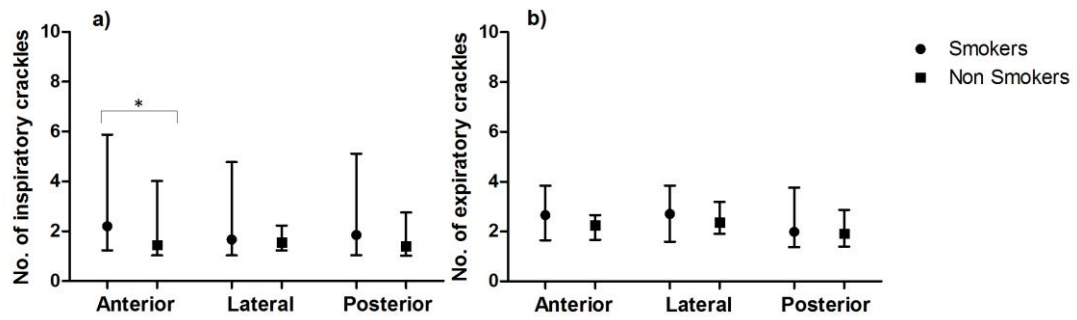 a)
No. of inspiratory crackles
10
8
6
4
2
0
*
Anterior Lateral Posterior
b)
No. of expiratory crackles
10
8
6
4
2
0
Anterior Lateral Posterior
Smokers
Non Smokers